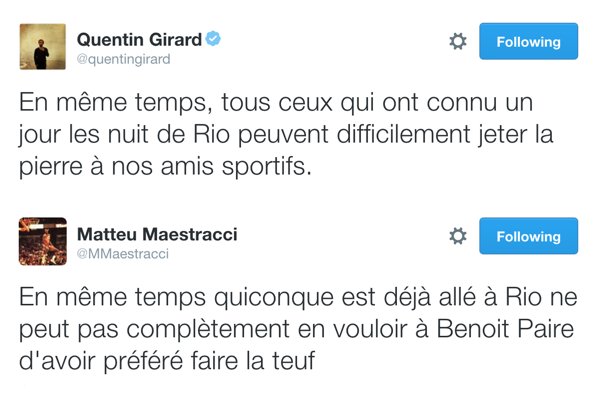 Quentin Girard
@quentingirard
Following
En même temps, tous ceux qui ont connu un
jour les nuit de Rio peuvent difficilement jeter la
pierre à nos amis sportifs.
Matteu Maestracci
@MMaestracci
Following
En même temps quiconque est déjà allé à Rio ne
peut pas complètement en vouloir à Benoit Paire
d'avoir préféré faire la teuf